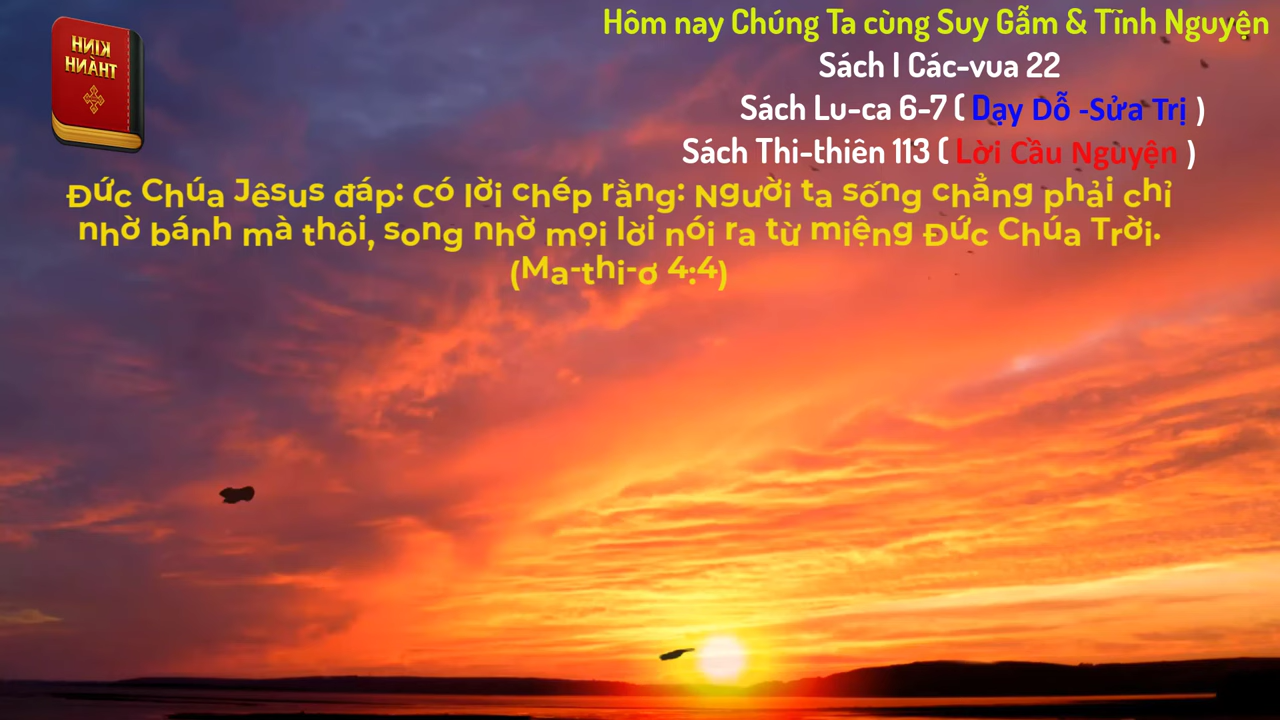 KINH
THÀNH
Hôm nay Chúng Ta cùng Suy Gẫm & Tĩnh Nguyện
Sách I Các-vua 22
Sách Lu-ca 6-7 ( Dạy Dỗ -Sửa Trị )
Sách Thi-thiên 113 ( Lời Cầu Nguyện )
Đức Chúa Jêsus đáp: Có lời chép rằng: Người ta sống chẳng phải chỉ
nhờ bánh mà thôi, song nhờ mọi lời nói ra từ miệng Đức Chúa Trời.
(Ma-thi-ơ 4:4)